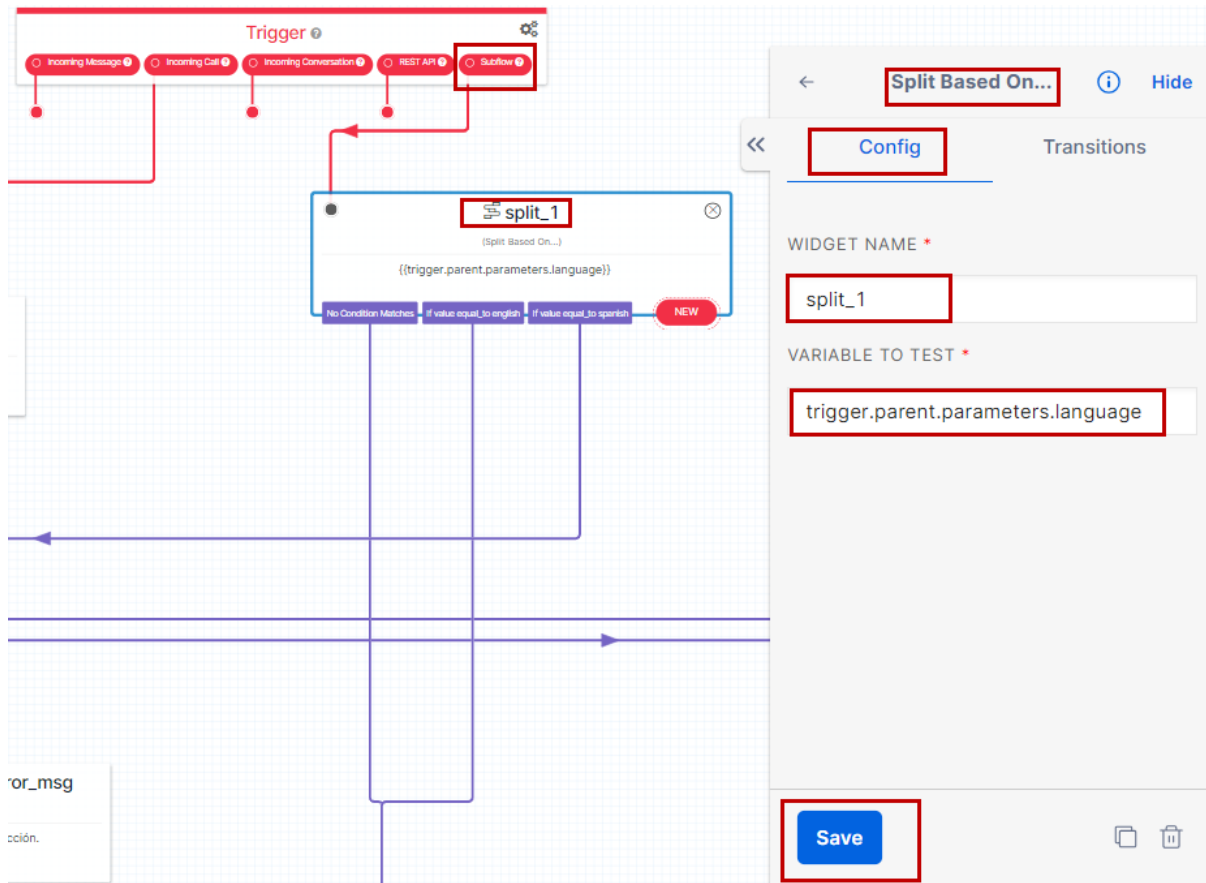 Trigger
Incoming Message
Incoming Call
Incoming Conversation
REST API
Subflow
split_1
(Split Based On...)
{{trigger.parent.parameters.language}}
No Condition Matches
If value equal_to english
If value equal_to spanish
NEW
ror_msg
cción.
Split Based On...
Hide
Config
Transitions
WIDGET NAME *
split_1
VARIABLE TO TEST *
trigger.parent.parameters.language
Save